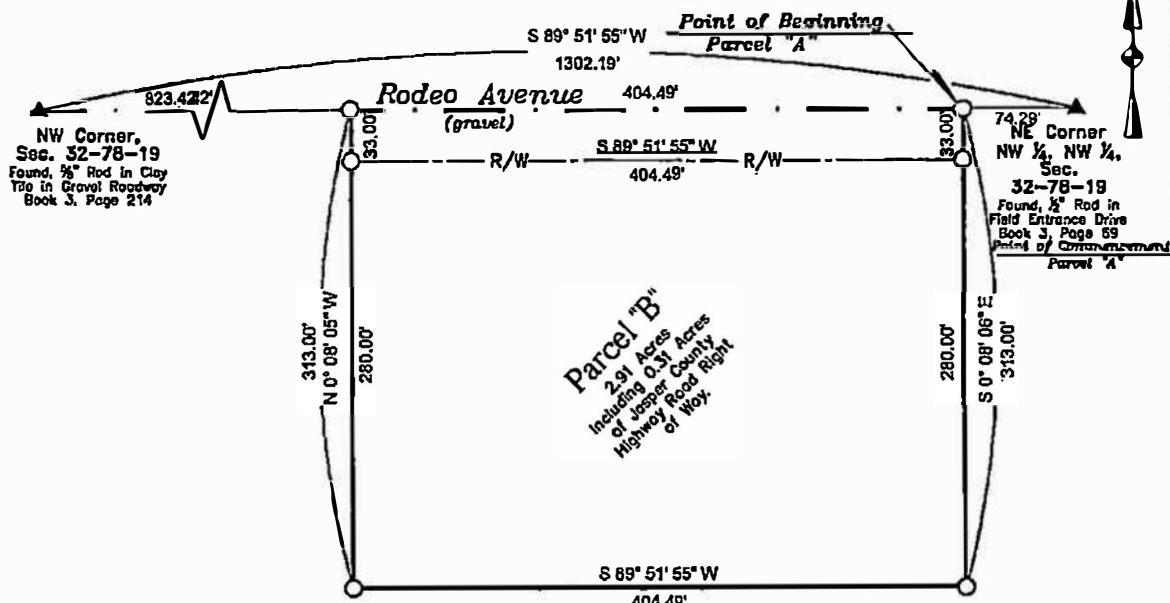 Point of Beginning
Parcel "A"
S 89° 51' 55" W
1302.19'
Rodeo Avenue
(gravel)
404.49'
74.29'
33.00'
33.00'
NW Corner,
Sec. 32-78-19
Found, ⅝" Rod in Clay
Tile in Gravel Roadway
Book 3, Page 214
NE Corner
NW ¼, NW ¼,
Sec.
32-78-19
Found, ½" Rod in
Field Entrance Drive
Book 3, Page 59
Point of Commencement
Parcel "A"
R/W
S 89° 51' 55" W
R/W
404.49'
313.00'
N 0° 08' 05" W
280.00'
Parcel "B"
2.91 Acres
Including 0.31 Acres
of Jasper County
Highway Road Right
of Way.
280.00'
S 0° 08' 06" E
313.00'
S 89° 51' 55" W
404.49'